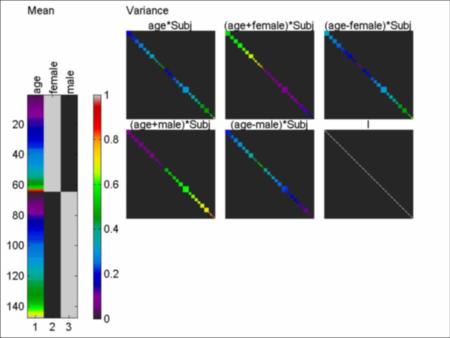 Mean
Variance
age*Subj
(age+female)*Subj
(age-female)*Subj
age
female
male
1
0.8
0.6
0.4
0.2
0
20
40
60
80
100
120
140
1 2 3
(age+male)*Subj
(age-male)*Subj
I